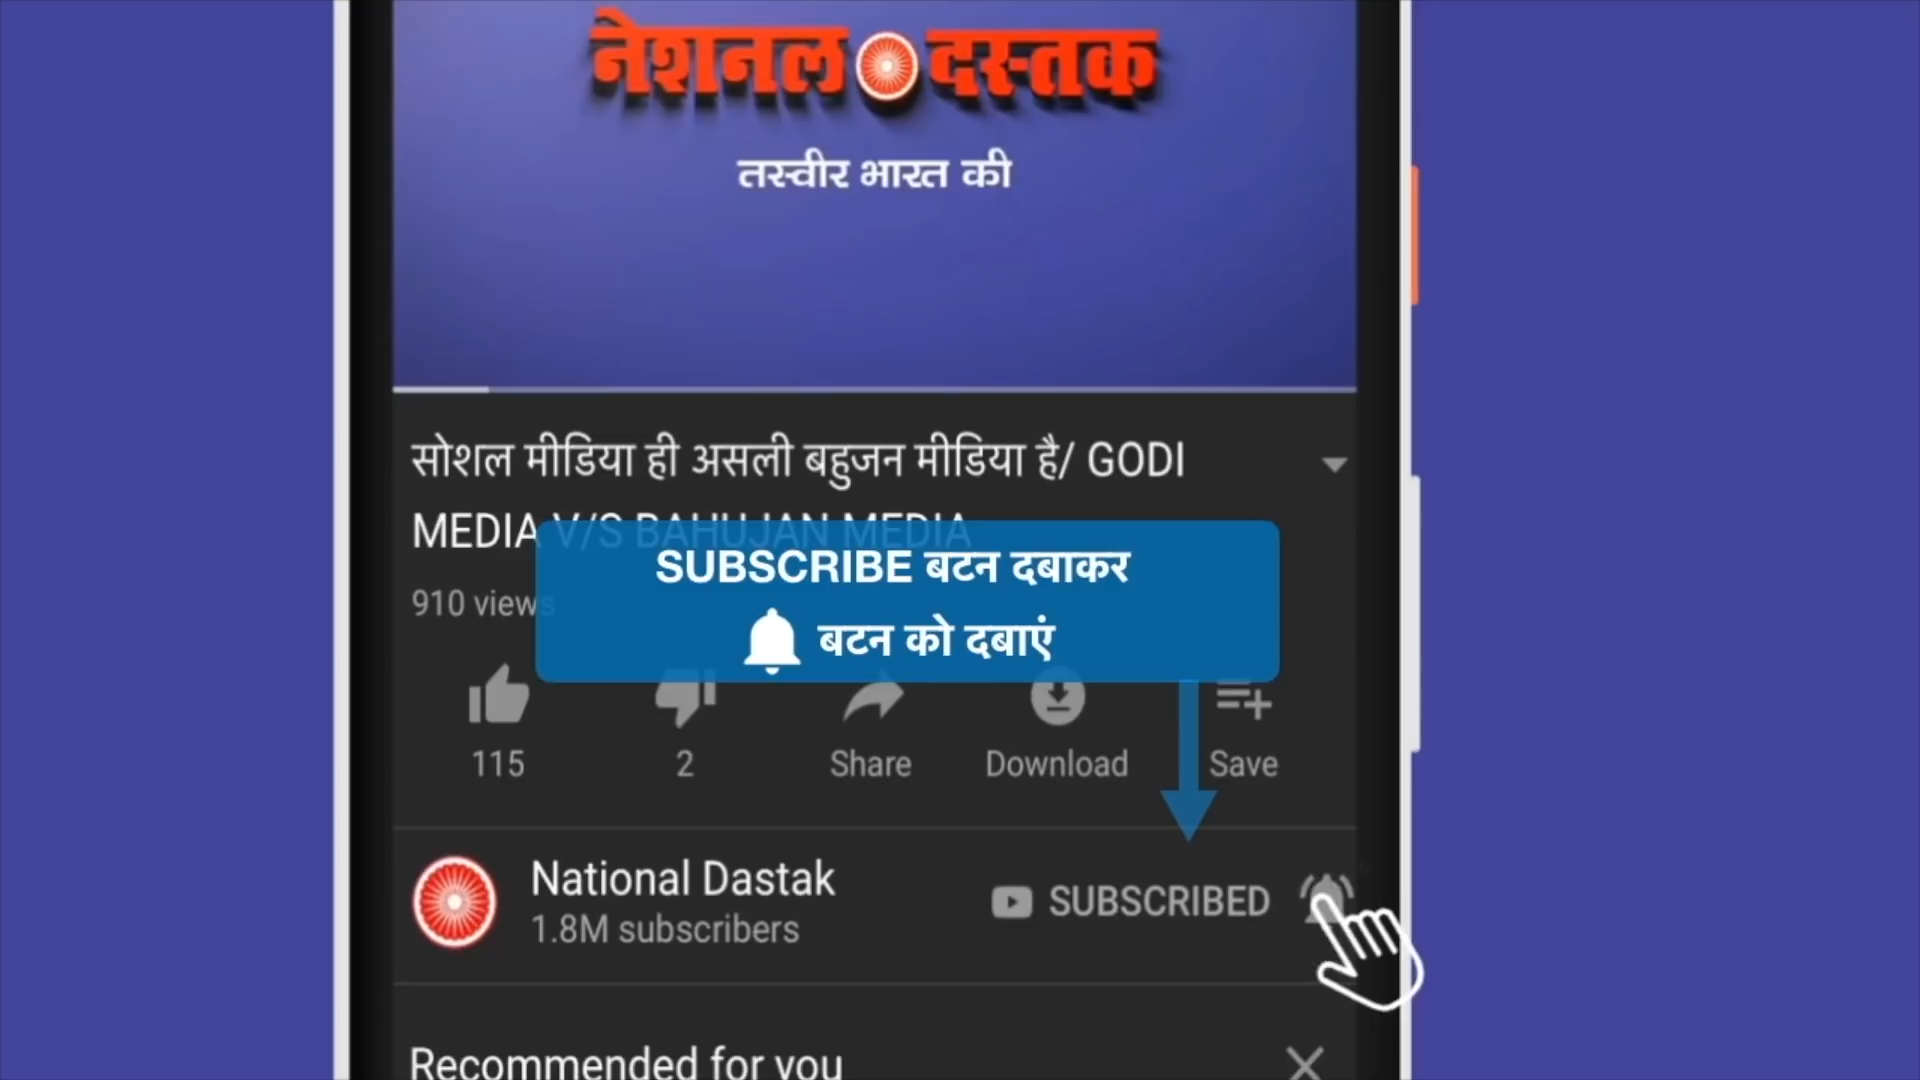 नेशनल दस्तक
तस्वीर भारत की
सोशल मीडिया ही असली बहुजन मीडिया है/ GODI
MEDIA V/S BAHUJAN MEDIA
910 views
SUBSCRIBE बटन दबाकर
बटन को दबाएं
115
2
Share
Download
Save
National Dastak
1.8M subscribers
SUBSCRIBED
Recommended for you